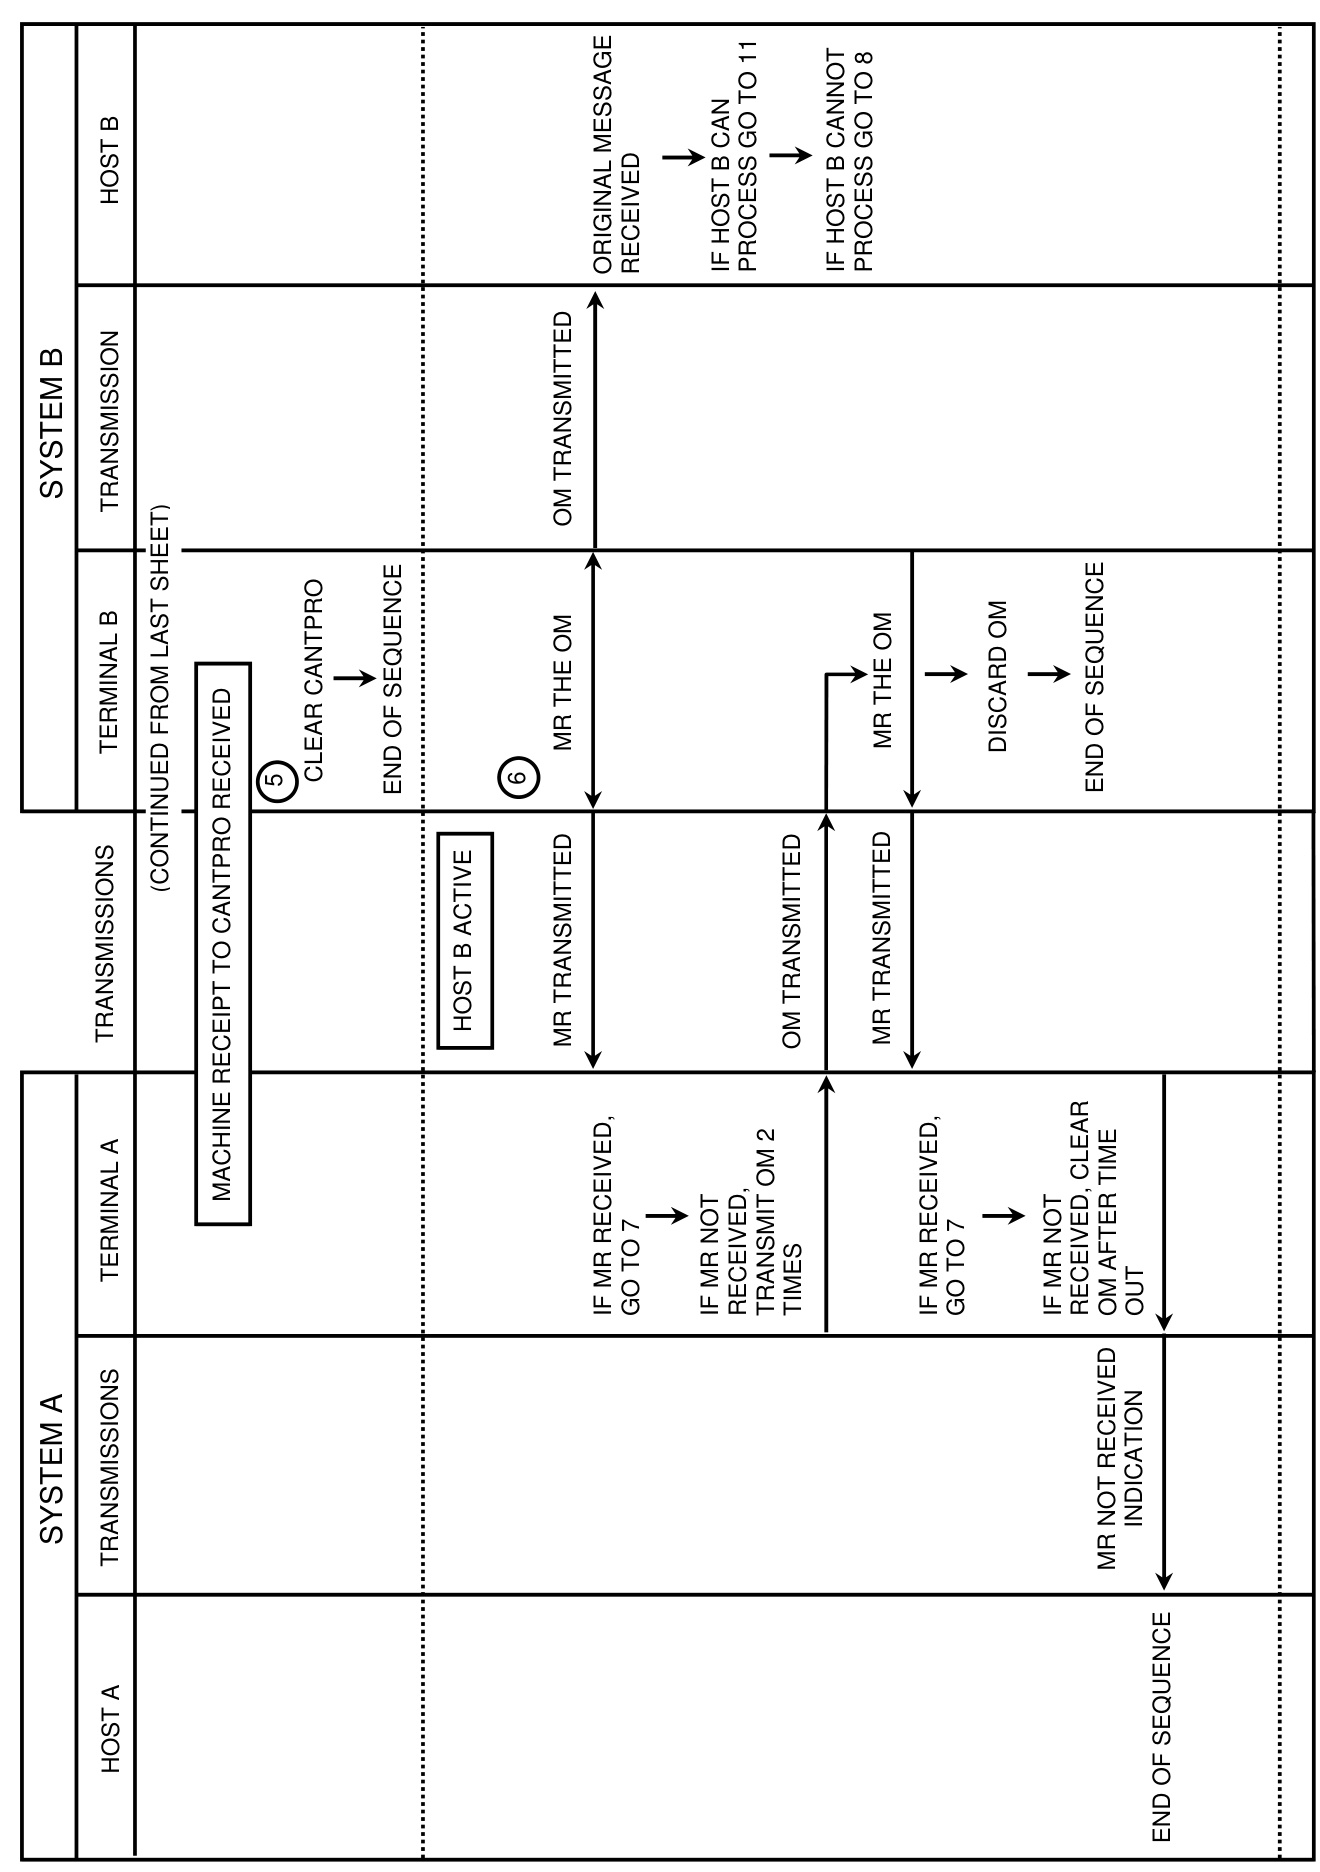 SYSTEM A
SYSTEM B
HOST A
TRANSMISSIONS
TERMINAL A
TRANSMISSIONS
TERMINAL B
TRANSMISSION
HOST B
(CONTINUED FROM LAST SHEET)
MACHINE RECEIPT TO CANTPRO RECEIVED
5
CLEAR CANTPRO
END OF SEQUENCE
HOST B ACTIVE
6
MR TRANSMITTED
MR THE OM
OM TRANSMITTED
IF MR RECEIVED,
GO TO 7
ORIGINAL MESSAGE
RECEIVED
IF MR NOT
RECEIVED,
TRANSMIT OM 2
TIMES
IF HOST B CAN
PROCESS GO TO 11
OM TRANSMITTED
IF HOST B CANNOT
PROCESS GO TO 8
MR TRANSMITTED
MR THE OM
IF MR RECEIVED,
GO TO 7
DISCARD OM
IF MR NOT
RECEIVED, CLEAR
OM AFTER TIME
OUT
END OF SEQUENCE
MR NOT RECEIVED
INDICATION
END OF SEQUENCE